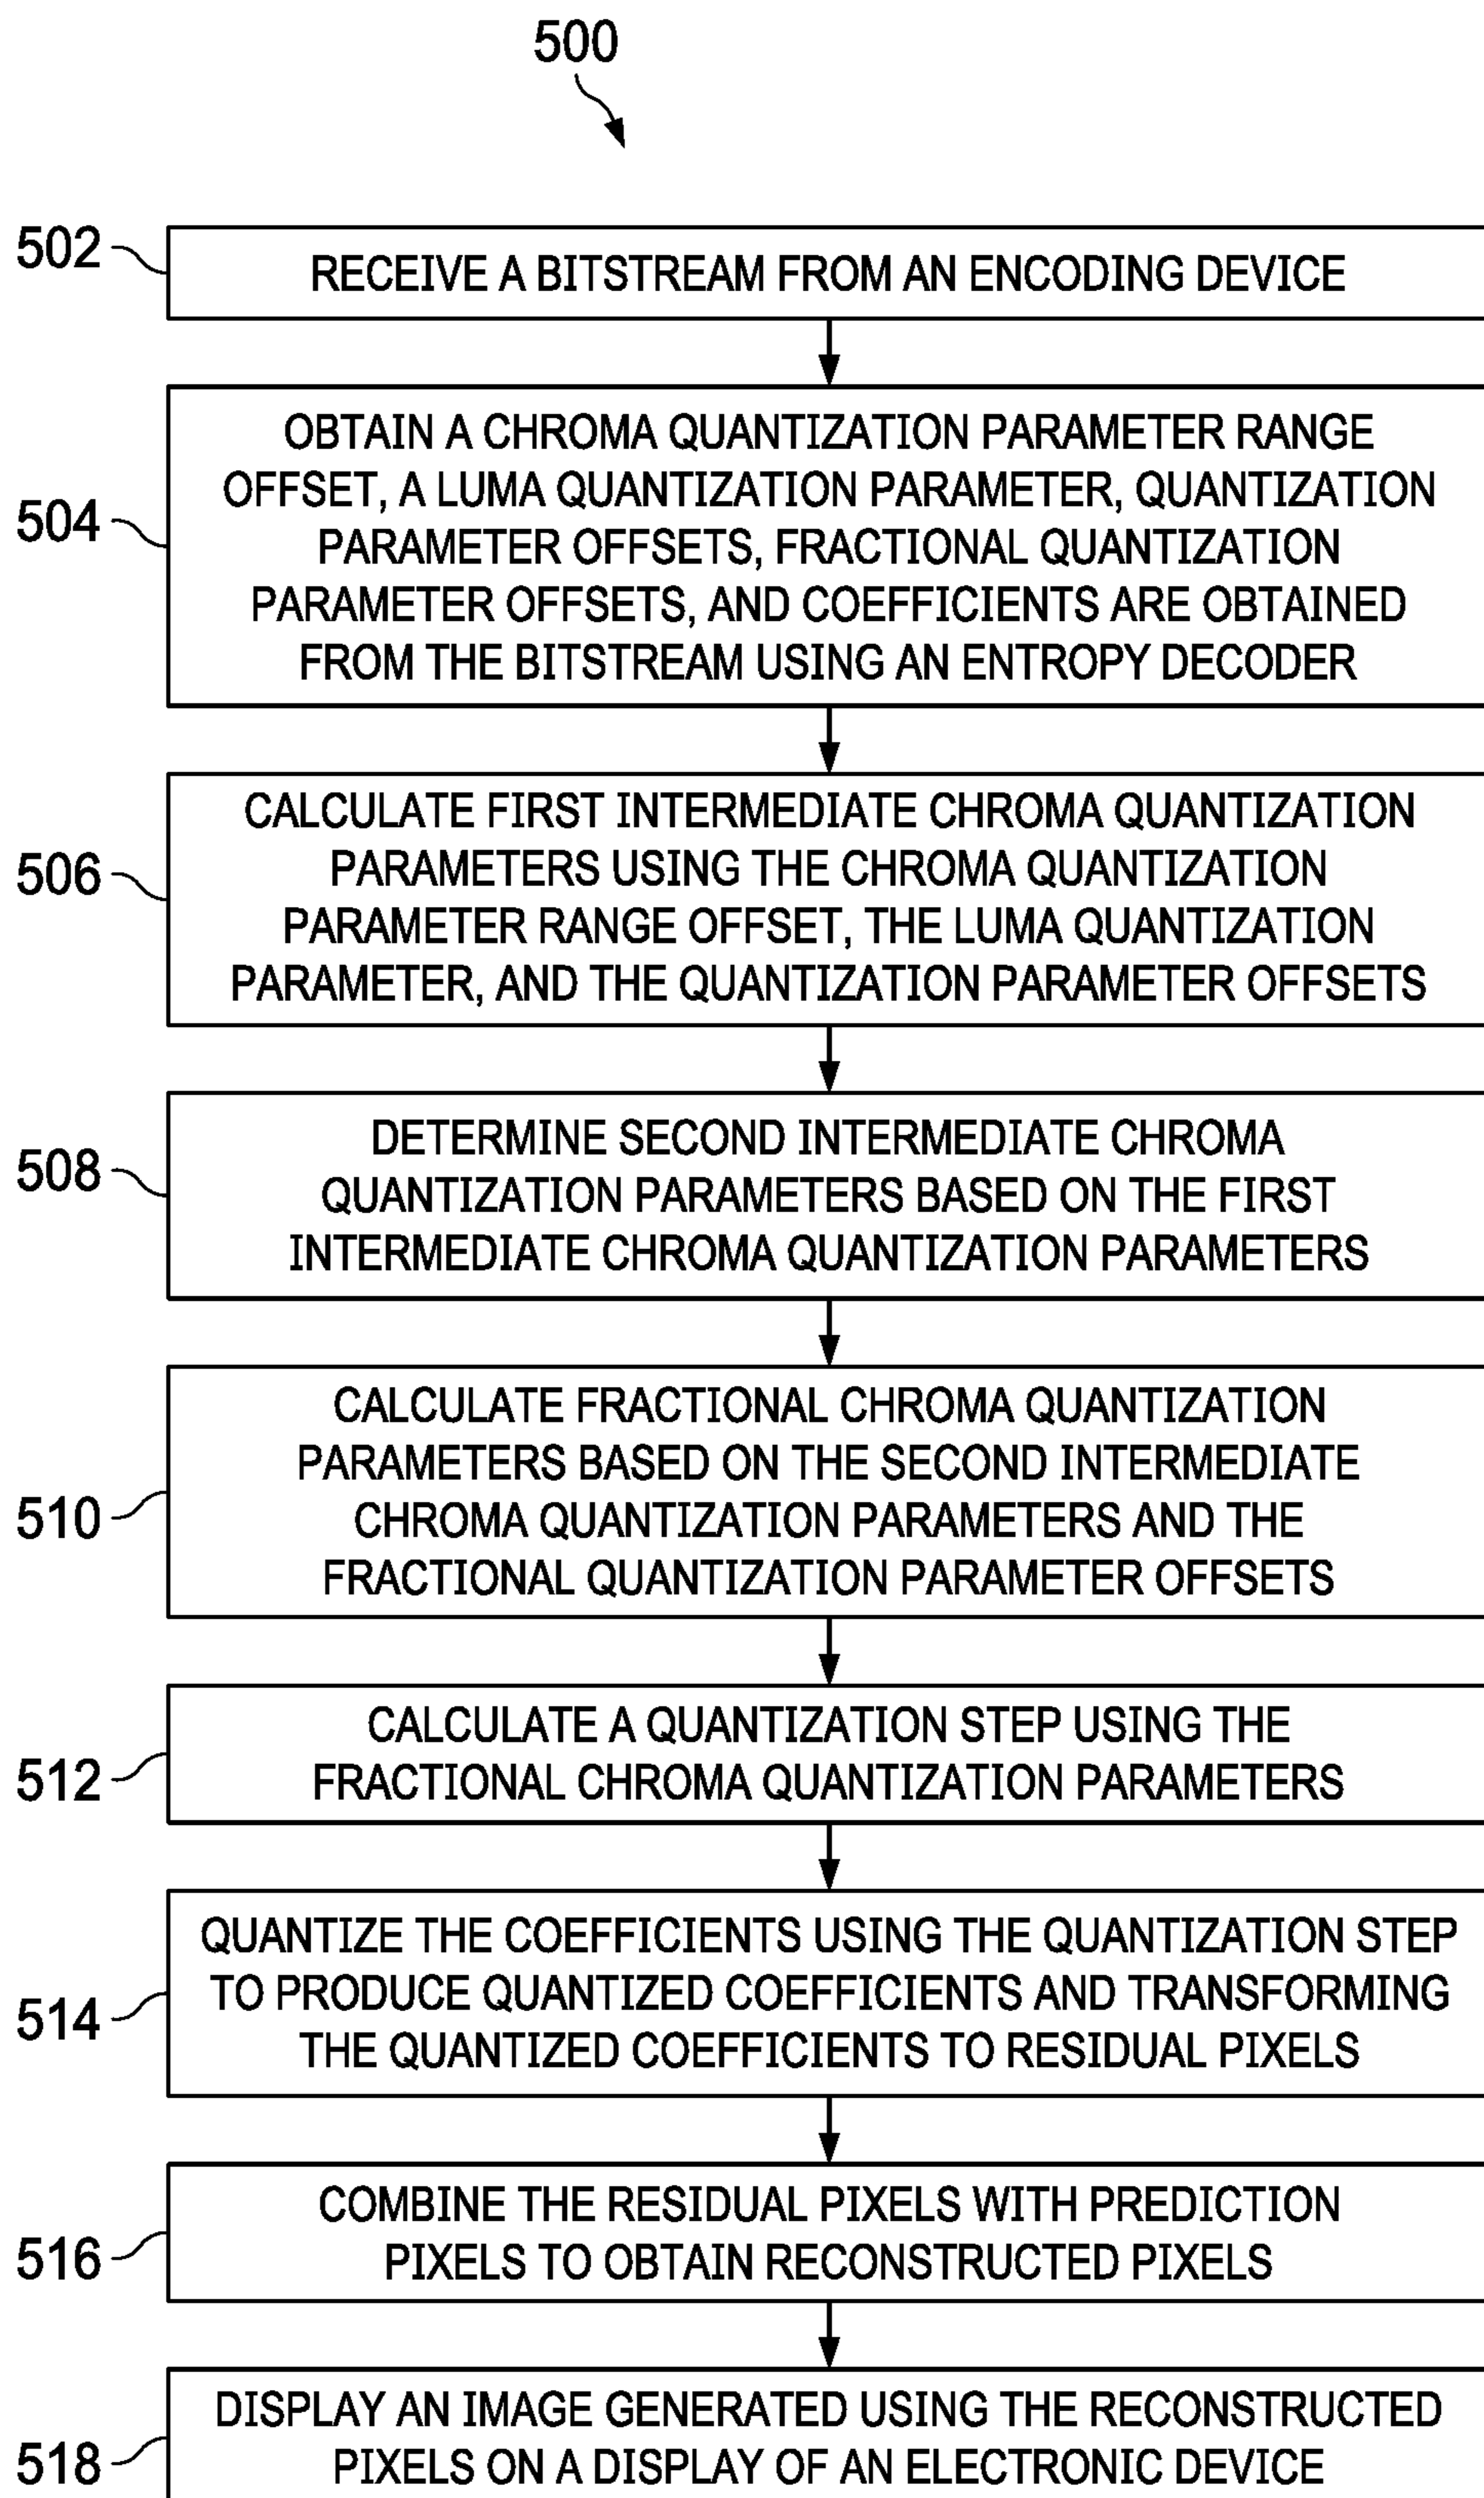 500
502
RECEIVE A BITSTREAM FROM AN ENCODING DEVICE
504
OBTAIN A CHROMA QUANTIZATION PARAMETER RANGE
OFFSET, A LUMA QUANTIZATION PARAMETER, QUANTIZATION
PARAMETER OFFSETS, FRACTIONAL QUANTIZATION
PARAMETER OFFSETS, AND COEFFICIENTS ARE OBTAINED
FROM THE BITSTREAM USING AN ENTROPY DECODER
506
CALCULATE FIRST INTERMEDIATE CHROMA QUANTIZATION
PARAMETERS USING THE CHROMA QUANTIZATION
PARAMETER RANGE OFFSET, THE LUMA QUANTIZATION
PARAMETER, AND THE QUANTIZATION PARAMETER OFFSETS
508
DETERMINE SECOND INTERMEDIATE CHROMA
QUANTIZATION PARAMETERS BASED ON THE FIRST
INTERMEDIATE CHROMA QUANTIZATION PARAMETERS
510
CALCULATE FRACTIONAL CHROMA QUANTIZATION
PARAMETERS BASED ON THE SECOND INTERMEDIATE
CHROMA QUANTIZATION PARAMETERS AND THE
FRACTIONAL QUANTIZATION PARAMETER OFFSETS
512
CALCULATE A QUANTIZATION STEP USING THE
FRACTIONAL CHROMA QUANTIZATION PARAMETERS
514
QUANTIZE THE COEFFICIENTS USING THE QUANTIZATION STEP
TO PRODUCE QUANTIZED COEFFICIENTS AND TRANSFORMING
THE QUANTIZED COEFFICIENTS TO RESIDUAL PIXELS
516
COMBINE THE RESIDUAL PIXELS WITH PREDICTION
PIXELS TO OBTAIN RECONSTRUCTED PIXELS
518
DISPLAY AN IMAGE GENERATED USING THE RECONSTRUCTED
PIXELS ON A DISPLAY OF AN ELECTRONIC DEVICE